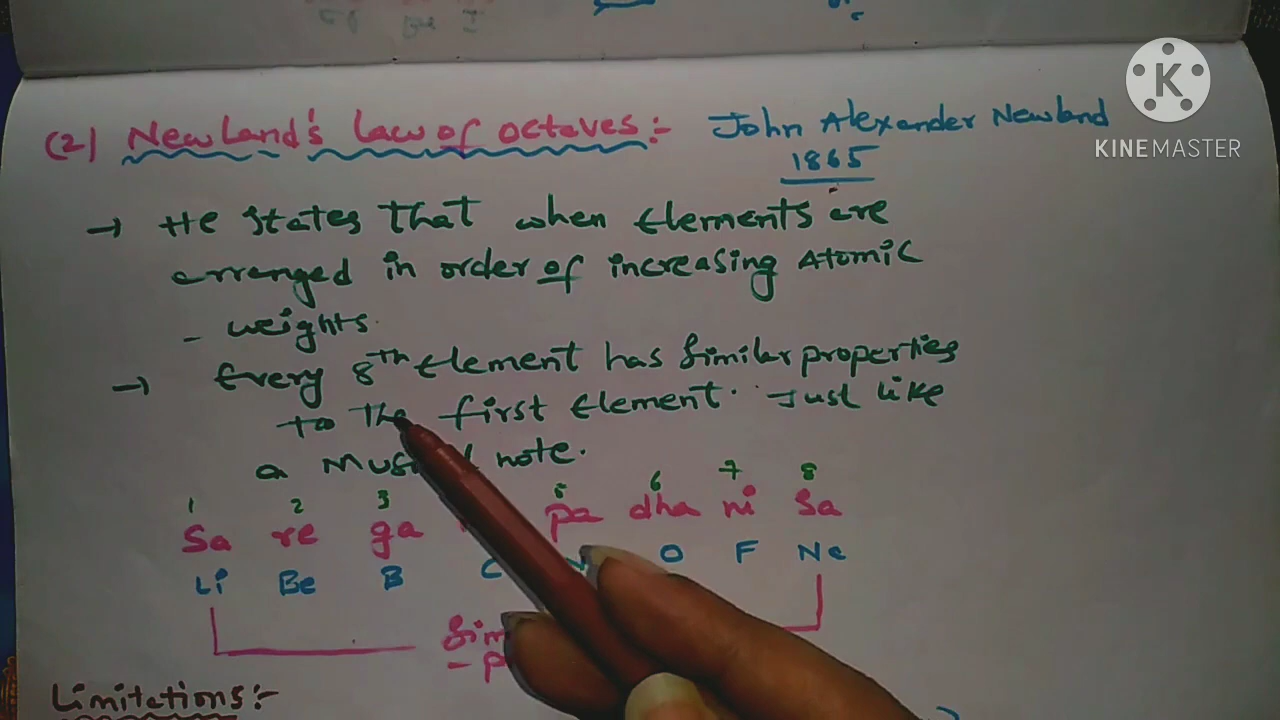 K
KINEMASTER
(2) Newland's law of octaves:- John Alexander Newland
1865
→ He states that when Elements are
arranged in order of increasing Atomic
- weights.
→ Every 8th Element has similar properties
to the first Element. Just like
a note.
1 2 3 5 6 7 8
Sa re ga pa dha ni Sa
Li Be B C O F Na
Limitations:-